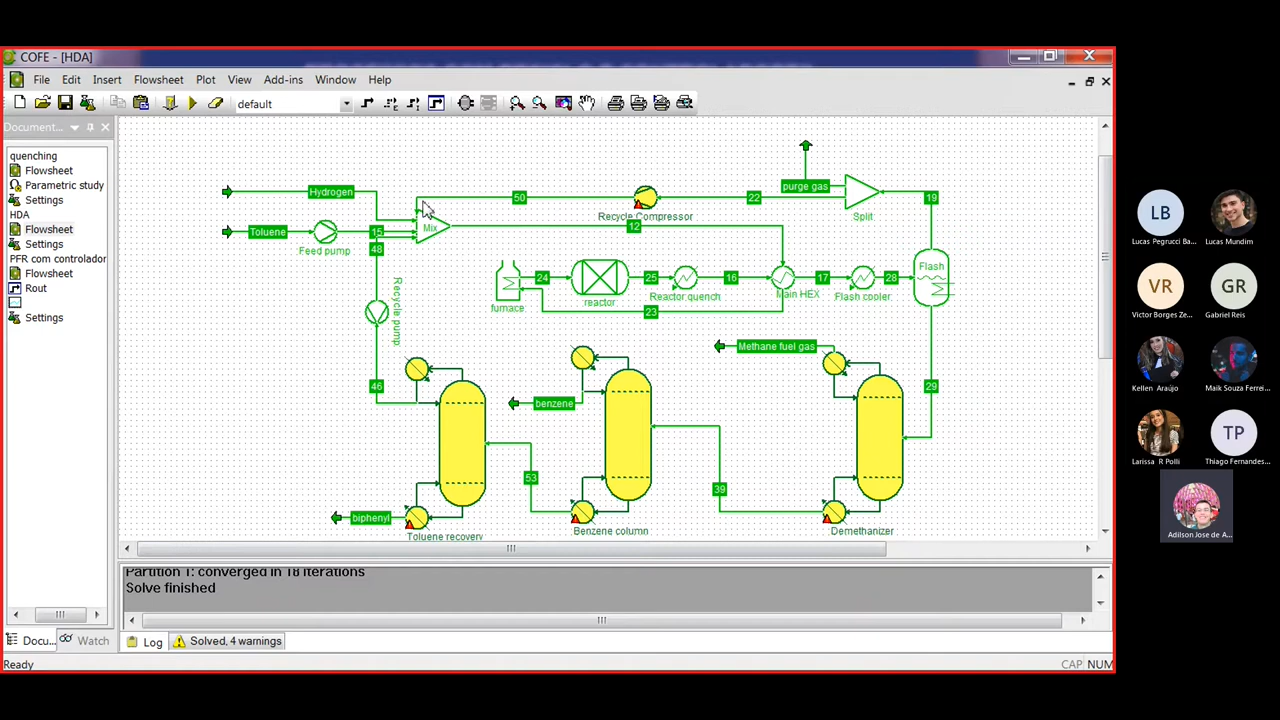 COFE - [HDA]
File Edit Insert Flowsheet Plot View Add-ins Window Help
default
Document...
quenching
Flowsheet
Parametric study
Settings
HDA
Flowsheet
Settings
PFR com controlador
Flowsheet
Rout
Settings
Docu... Watch
purge gas
Hydrogen 50 22 19
Recycle Compressor Split
Toluene 15 Mix 12
48
Feed pump
Flash
24 25 16 17 28
Recycle pump
furnace reactor Reactor quench Main HEX Flash cooler
23
Methane fuel gas
46 benzene 29
53 39
biphenyl
Toluene recovery Benzene column Demethanizer
Partition 1: converged in 18 iterations
Solve finished
Log Solved, 4 warnings
Ready CAP NUM
LB
Lucas Pegrucci Ba... Lucas Mundim
VR GR
Victor Borges Ze... Gabriel Reis
Kellen Araújo Maik Souza Ferrei...
TP
Larissa R Polli Thiago Fernandes...
Adilson Jose de A...